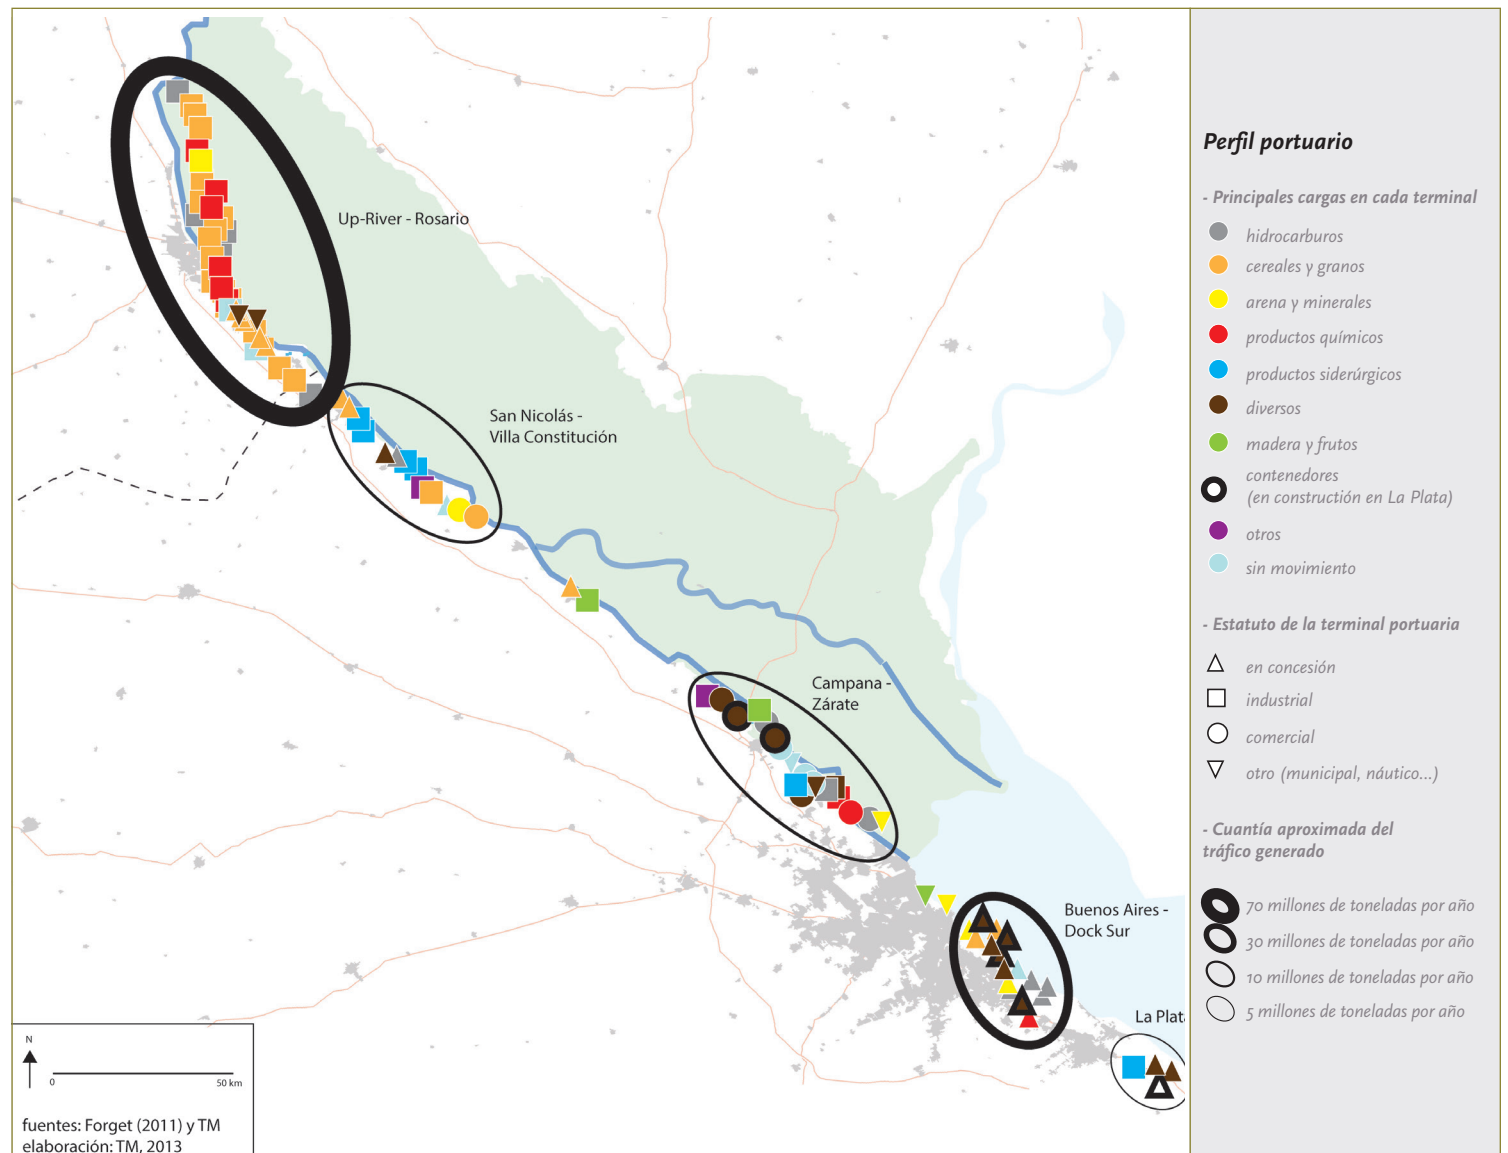 Up-River - Rosario
San Nicolás -
Villa Constitución
Campana -
Zárate
Buenos Aires -
Dock Sur
La Plat
N
0
50 km
fuentes: Forget (2011) y TM
elaboración: TM, 2013
Perfil portuario
- Principales cargas en cada terminal
hidrocarburos
cereales y granos
arena y minerales
productos químicos
productos siderúrgicos
diversos
madera y frutos
contenedores
(en constructión en La Plata)
otros
sin movimiento
- Estatuto de la terminal portuaria
en concesión
industrial
comercial
otro (municipal, náutico...)
- Cuantía aproximada del
tráfico generado
70 millones de toneladas por año
30 millones de toneladas por año
10 millones de toneladas por año
5 millones de toneladas por año